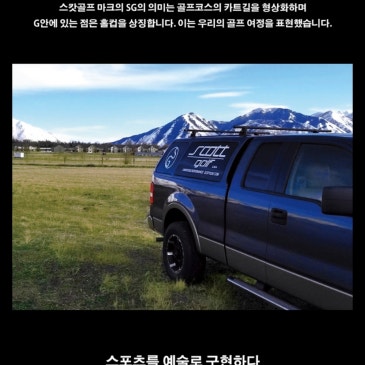 스캇골프 마크의 SG의 의미는 골프코스의 카트길을 형상화하며
G안에 있는 점은 홀컵을 상징합니다. 이는 우리의 골프 여정을 표현했습니다.
scott
golf
스포츠를 예술로 구현하다